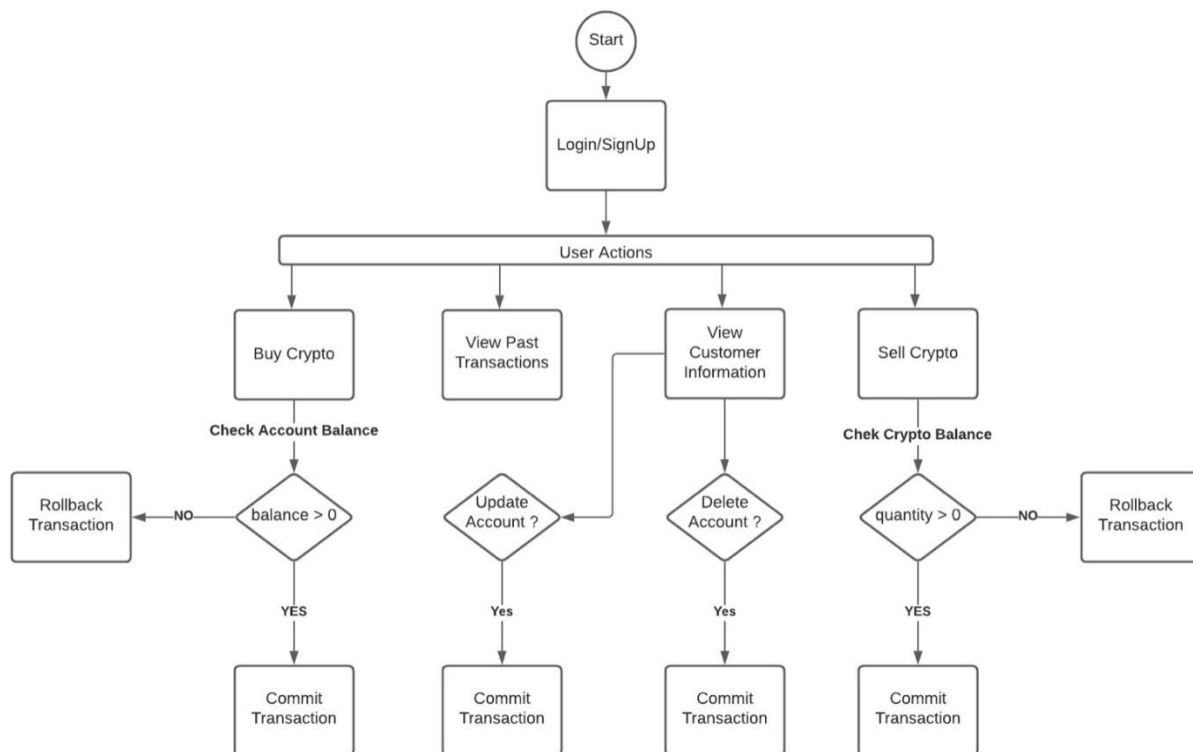 Start
Login/SignUp
User Actions
Buy Crypto
View Past
Transactions
View
Customer
Information
Sell Crypto
Check Account Balance
Chek Crypto Balance
Rollback
Transaction
NO
balance > 0
Update
Account ?
Delete
Account ?
quantity > 0
NO
Rollback
Transaction
YES
Yes
Yes
YES
Commit
Transaction
Commit
Transaction
Commit
Transaction
Commit
Transaction